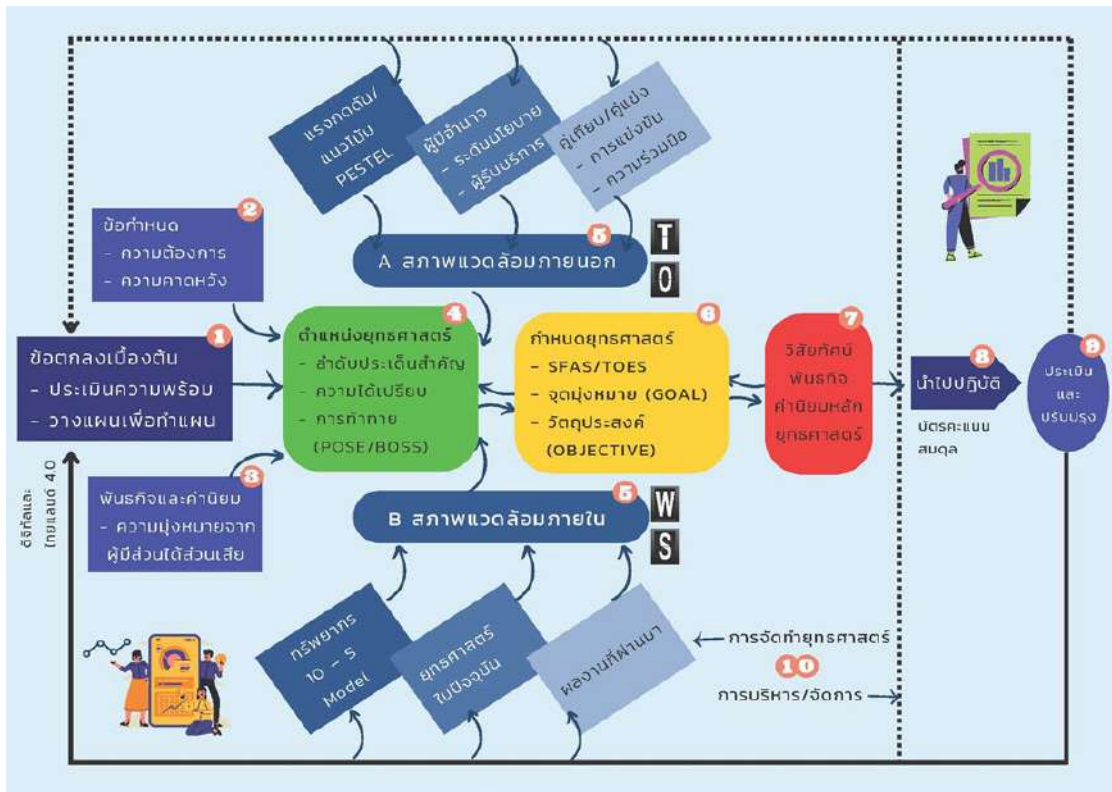 แรงกดดัน/
แนวโน้ม
PESTEL
ผู้มีอำนาจ
- ระดับนโยบาย
- ผู้รับบริการ
คู่เทียบ/คู่แข่ง
- การแข่งขัน
- ความร่วมมือ
2
ข้อกำหนด
- ความต้องการ
- ความคาดหวัง
5
A สภาพแวดล้อมภายนอก
T
O
1
ข้อตกลงเบื้องต้น
- ประเมินความพร้อม
- วางแผนเพื่อทำแผน
4
ตำแหน่งยุทธศาสตร์
- ลำดับประเด็นสำคัญ
- ความได้เปรียบ
- การท้าทาย
(POSE/BOSS)
6
กำหนดยุทธศาสตร์
- SFAS/TOES
- จุดมุ่งหมาย (GOAL)
- วัตถุประสงค์
(OBJECTIVE)
7
วิสัยทัศน์
พันธกิจ
ค่านิยมหลัก
ยุทธศาสตร์
8
นำไปปฏิบัติ
บัตรคะแนน
สมดุล
9
ประเมิน
และ
ปรับปรุง
3
พันธกิจและค่านิยม
- ความมุ่งหมายจาก
ผู้มีส่วนได้ส่วนเสีย
5
B สภาพแวดล้อมภายใน
W
S
ดิจิทัลและ
ไทยแลนด์ 4.0
ทรัพยากร
10 – 5
Model
ยุทธศาสตร์
ในปัจจุบัน
ผลงานที่ผ่านมา
การจัดทำยุทธศาสตร์
10
การบริหาร/จัดการ